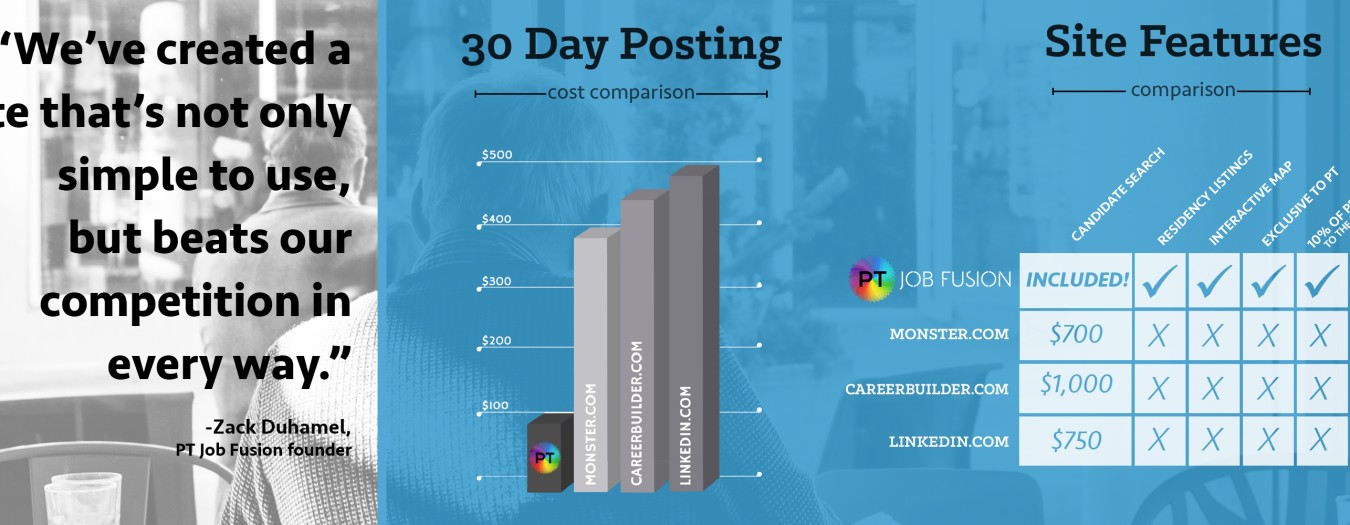 ‘We’ve created a
that’s not only
simple to use,
but beats our
competition in
every way.”
-Zack Duhamel,
PT Job Fusion founder
30 Day Posting
cost comparison
$500
$400
$300
$200
$100
PT
MONSTER.COM
CAREERBUILDER.COM
LINKEDIN.COM
Site Features
comparison
CANDIDATE SEARCH
RESIDENCY LISTINGS
INTERACTIVE MAP
EXCLUSIVE TO PT
10% OF
TO THE
PT JOB FUSION INCLUDED!
MONSTER.COM $700 X X X X
CAREERBUILDER.COM $1,000 X X X X
LINKEDIN.COM $750 X X X X